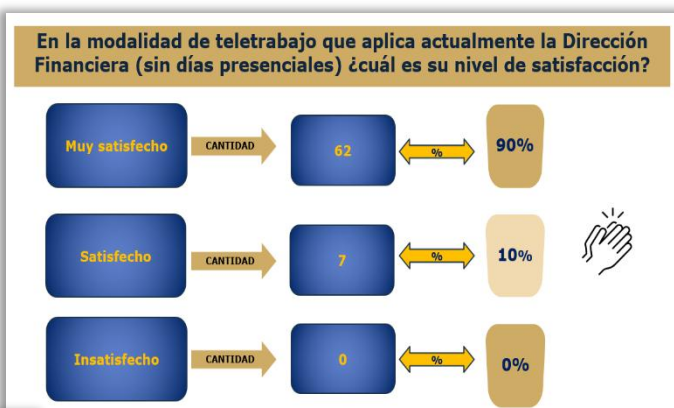 En la modalidad de teletrabajo que aplica actualmente la Dirección
Financiera (sin días presenciales) ¿cuál es su nivel de satisfacción?
Muy satisfecho CANTIDAD 62 % 90%
Satisfecho CANTIDAD 7 % 10%
Insatisfecho CANTIDAD 0 % 0%